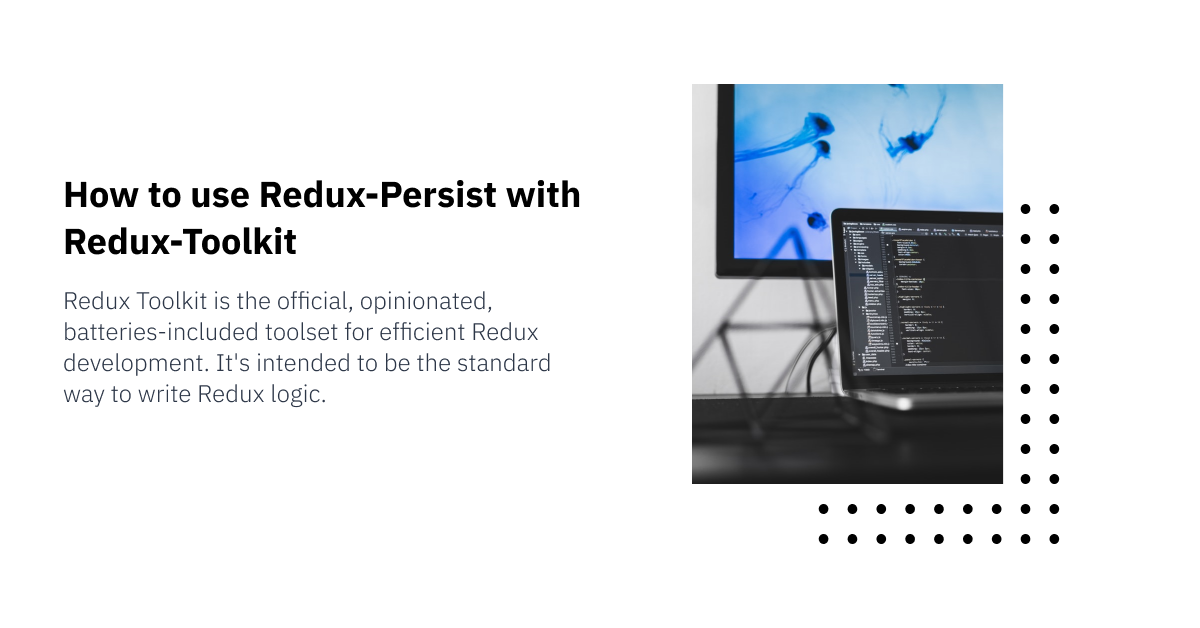 How to use Redux-Persist with
Redux-Toolkit
Redux Toolkit is the official, opinionated,
batteries-included toolset for efficient Redux
development. It's intended to be the standard
way to write Redux logic.